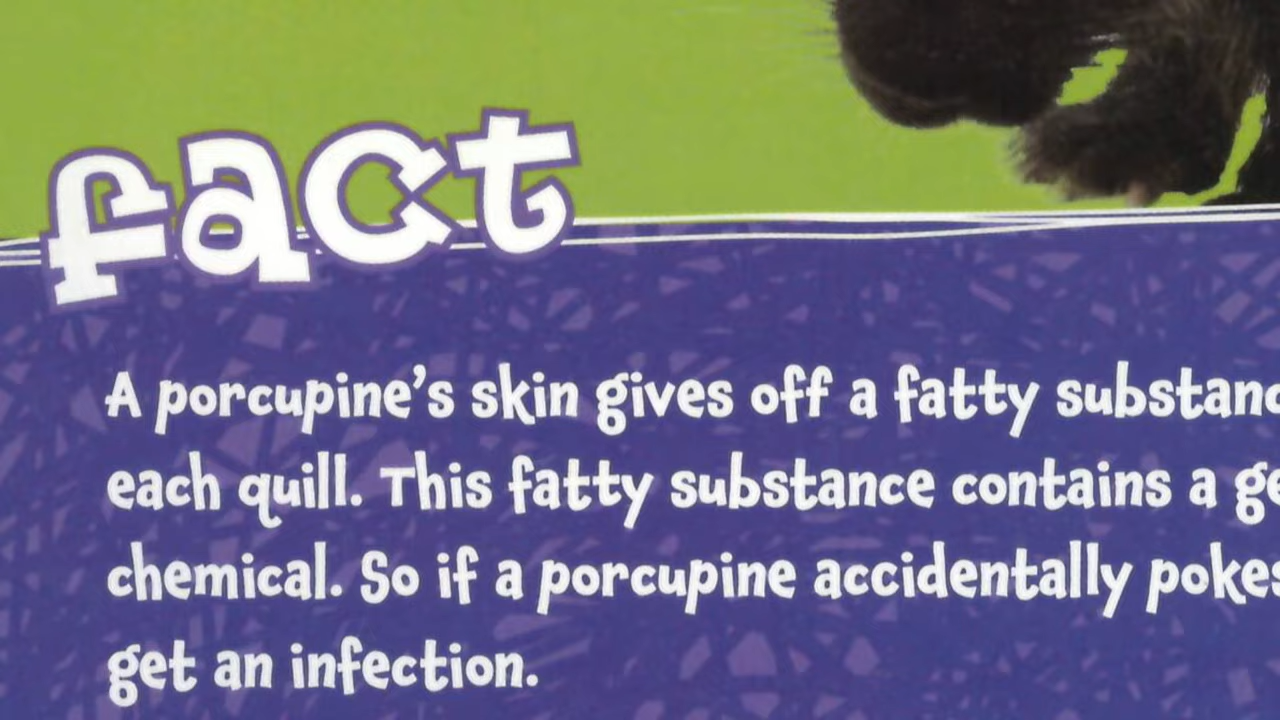 fact
A porcupine's skin gives off a fatty
each quill. This fatty substance contains a
chemical. So if a porcupine accidentally
get an infection.